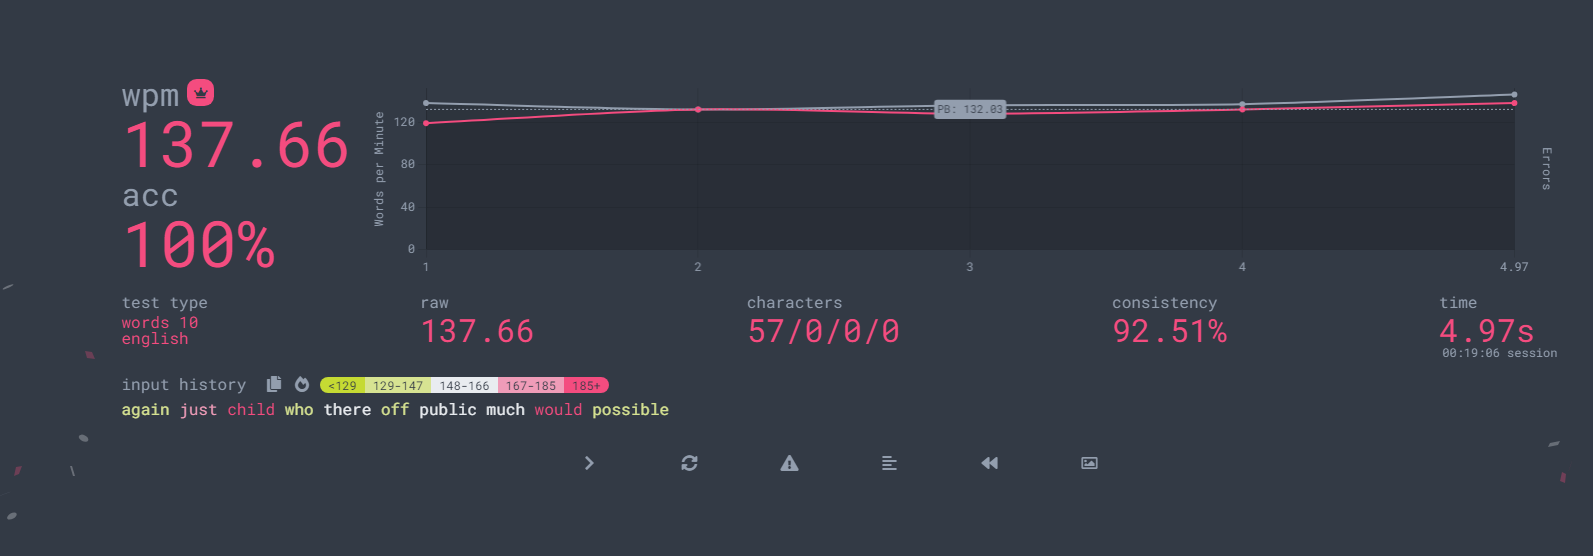 wpm
137.66
acc
100%
Words per Minute
120
80
40
0
PB: 132.03
Errors
1 2 3 4 4.97
test type
words 10
english
raw
137.66
characters
57/0/0/0
consistency
92.51%
time
4.97s
00:19:06 session
input history <129 129-147 148-166 167-185 185+
again just child who there off public much would possible